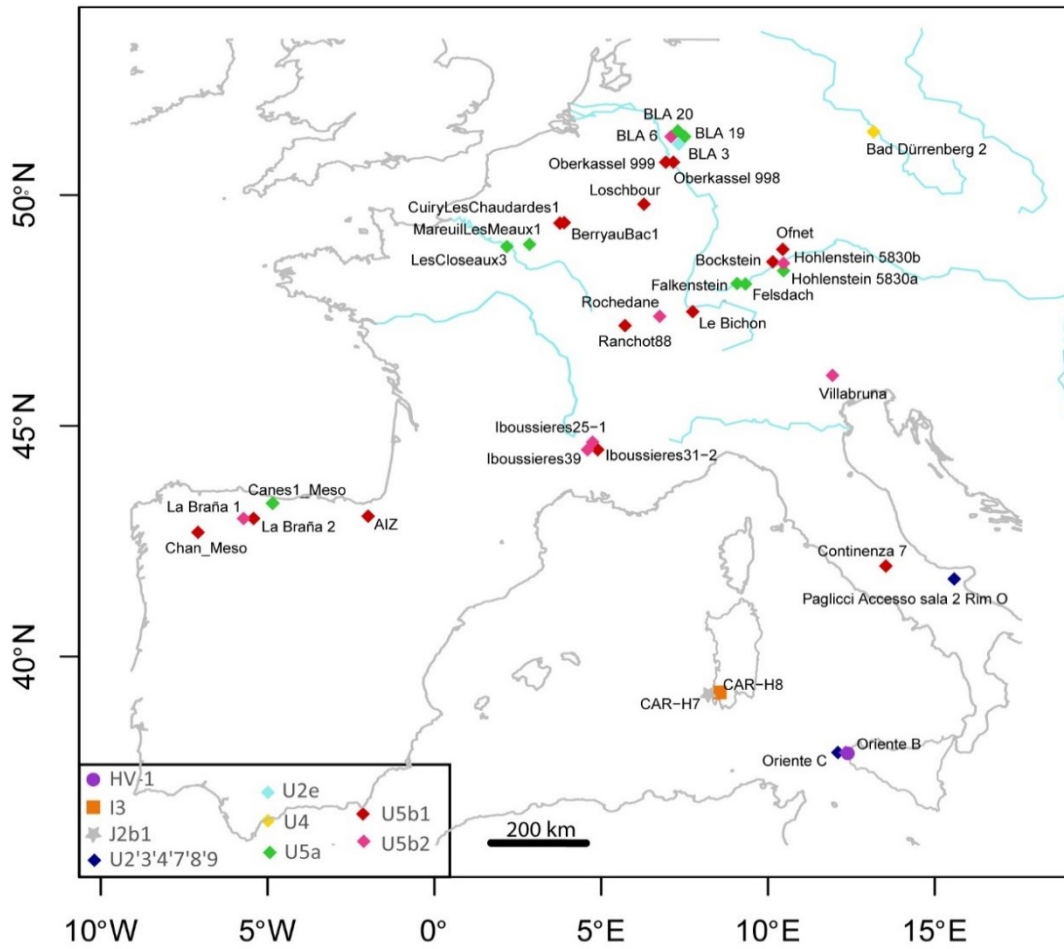 BLA 20
BLA 6
BLA 19
BLA 3
Bad Dürrenberg 2
Oberkassel 999
Oberkassel 998
50°N
Loschbour
CuiryLesChaudardes1
MareuilLesMeaux1
BerryauBac1
LesCloseaux3
Ofnet
Bockstein
Hohlenstein 5830b
Hohlenstein 5830a
Falkenstein
Felsdach
Rochedane
Le Bichon
Ranchot88
Villabruna
45°N
Iboussieres25−1
Iboussieres39
Iboussieres31−2
Canes1_Meso
La Braña 1
La Braña 2
AIZ
Chan_Meso
Continenza 7
Paglicci Accesso sala 2 Rim O
40°N
CAR−H8
CAR−H7
Oriente B
Oriente C
HV-1
I3
J2b1
U2'3'4'7'8'9
U2e
U4
U5a
U5b1
U5b2
200 km
10°W
5°W
0°
5°E
10°E
15°E